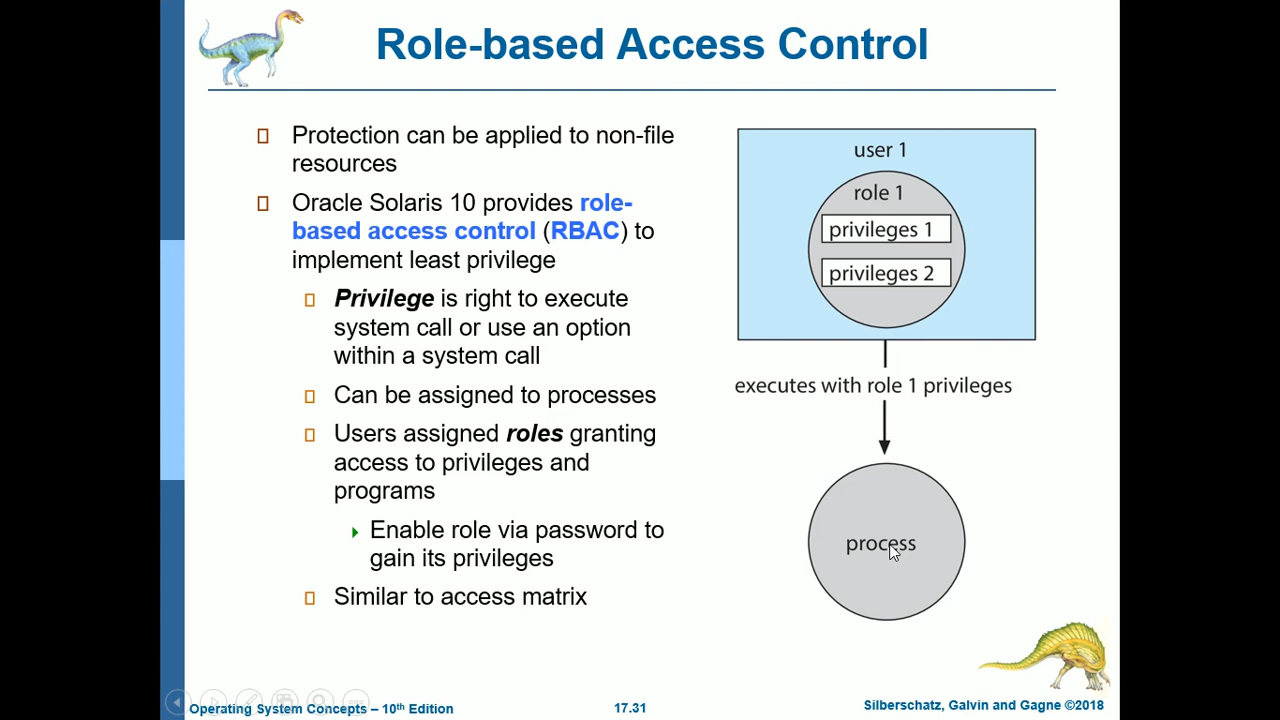 Role-based Access Control
Protection can be applied to non-file
resources
Oracle Solaris 10 provides role-
based access control (RBAC) to
implement least privilege
Privilege is right to execute
system call or use an option
within a system call
Can be assigned to processes
Users assigned roles granting
access to privileges and
programs
Enable role via password to
gain its privileges
Similar to access matrix
user 1
role 1
privileges 1
privileges 2
executes with role 1 privileges
process
Operating System Concepts – 10th Edition
17.31
Silberschatz, Galvin and Gagne ©2018